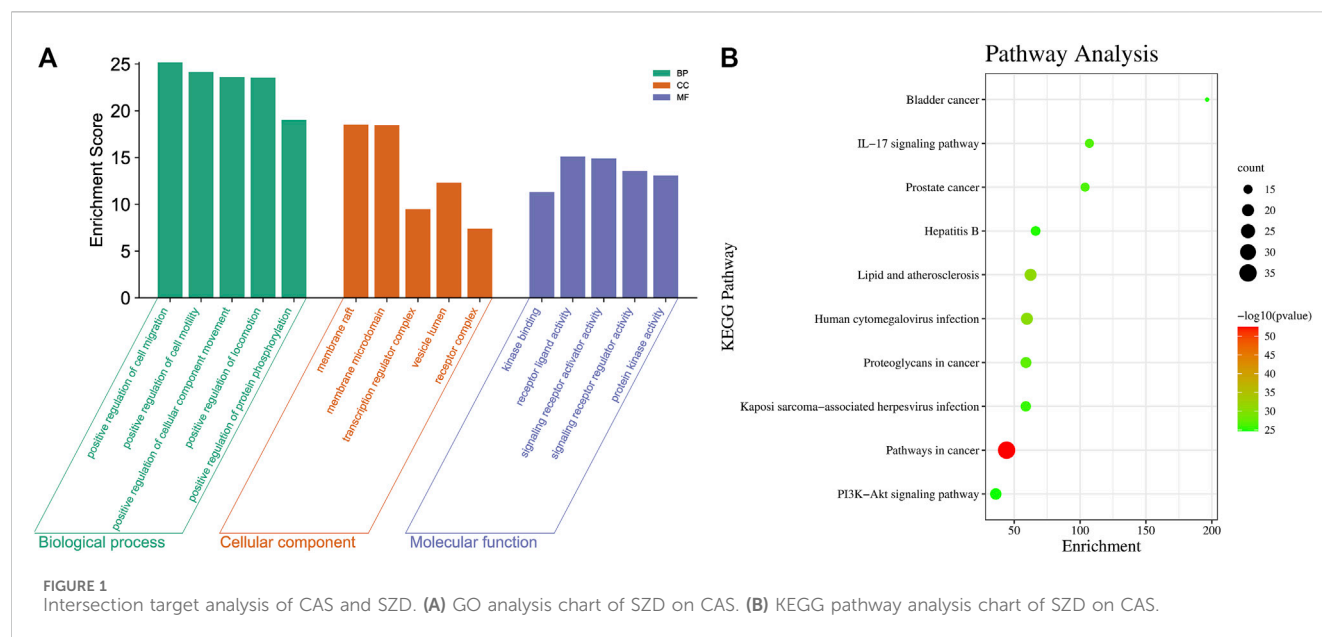 A
Enrichment Score
25
20
15
10
5
0
BP
CC
MF
positive regulation of cell migration
positive regulation of cell motility
positive regulation of cellular component movement
positive regulation of locomotion
positive regulation of protein phosphorylation
membrane raft
membrane microdomain
transcription regulator complex
vesicle lumen
receptor complex
kinase binding
receptor ligand activity
signaling receptor activator activity
signaling receptor regulator activity
protein kinase activity
Biological process
Cellular component
Molecular function
B
Pathway Analysis
KEGG Pathway
Bladder cancer
IL−17 signaling pathway
Prostate cancer
Hepatitis B
Lipid and atherosclerosis
Human cytomegalovirus infection
Proteoglycans in cancer
Kaposi sarcoma−associated herpesvirus infection
Pathways in cancer
PI3K−Akt signaling pathway
50
100
150
200
Enrichment
count
15
20
25
30
35
−log10(pvalue)
50
45
40
35
30
25
FIGURE 1
Intersection target analysis of CAS and SZD. (A) GO analysis chart of SZD on CAS. (B) KEGG pathway analysis chart of SZD on CAS.